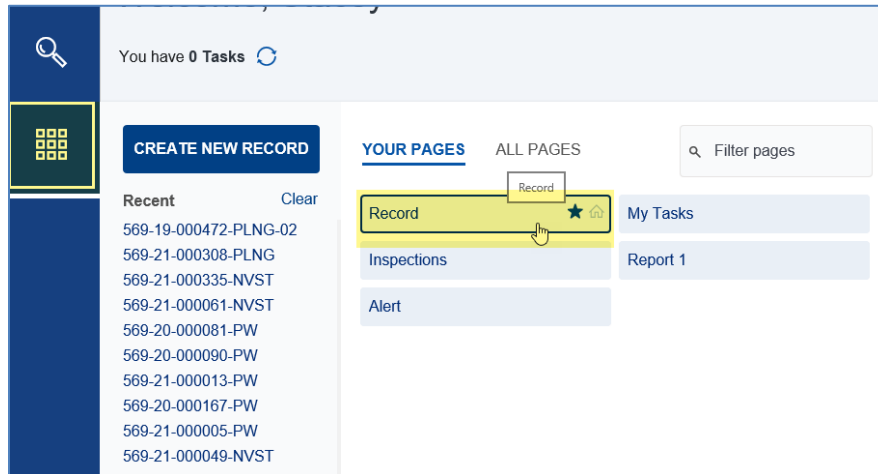 You have 0 Tasks
CREATE NEW RECORD
Recent
Clear
569-19-000472-PLNG-02
569-21-000308-PLNG
569-21-000335-NVST
569-21-000061-NVST
569-20-000081-PW
569-20-000090-PW
569-21-000013-PW
569-20-000167-PW
569-21-000005-PW
569-21-000049-NVST
YOUR PAGES
ALL PAGES
Filter pages
Record
Record
My Tasks
Inspections
Report 1
Alert